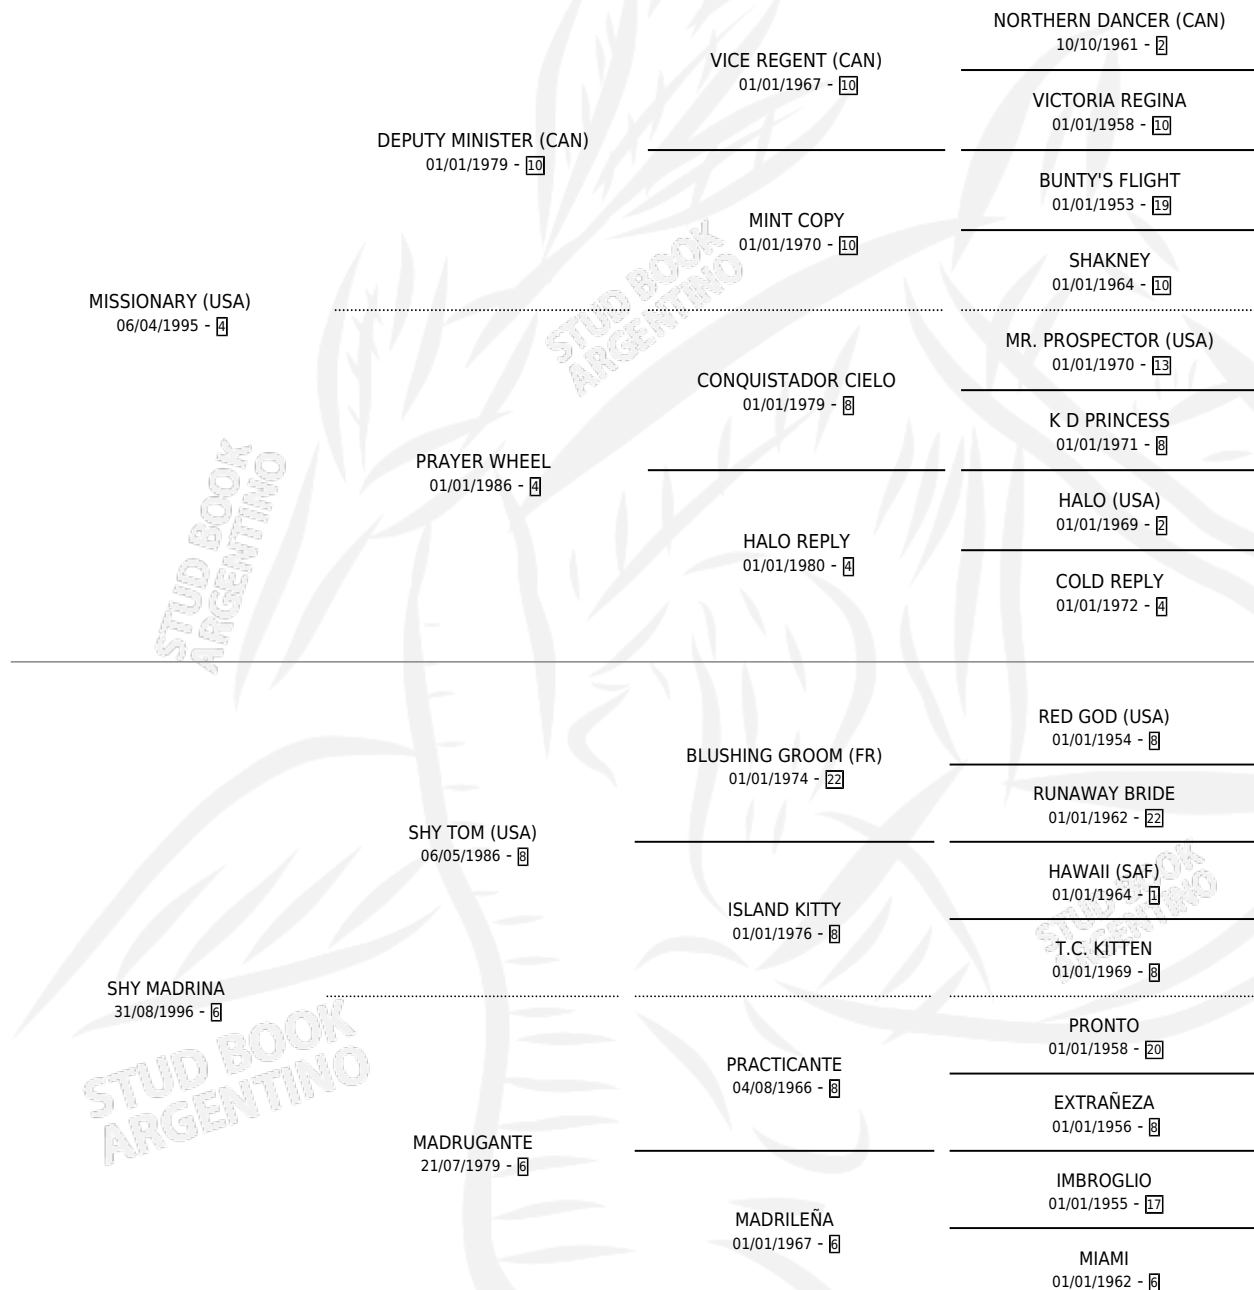 NORTHERN DANCER (CAN)
10/10/1961 - 2
VICE REGENT (CAN)
01/01/1967 - 10
VICTORIA REGINA
01/01/1958 - 10
DEPUTY MINISTER (CAN)
01/01/1979 - 10
BUNTY'S FLIGHT
01/01/1953 - 19
MINT COPY
01/01/1970 - 10
SHAKNEY
01/01/1964 - 10
MISSIONARY (USA)
06/04/1995 - 4
STUD BOOK
ARGENTINO
MR. PROSPECTOR (USA)
01/01/1970 - 13
CONQUISTADOR CIELO
01/01/1979 - 8
K D PRINCESS
01/01/1971 - 8
PRAYER WHEEL
01/01/1986 - 4
HALO (USA)
01/01/1969 - 2
HALO REPLY
01/01/1980 - 4
COLD REPLY
01/01/1972 - 4
STUD BOOK
ARGENTINO
RED GOD (USA)
01/01/1954 - 8
BLUSHING GROOM (FR)
01/01/1974 - 22
RUNAWAY BRIDE
01/01/1962 - 22
SHY TOM (USA)
06/05/1986 - 8
HAWAII (SAF)
01/01/1964 - 1
ISLAND KITTY
01/01/1976 - 8
STUD BOOK
ARGENTINO
T.C. KITTEN
01/01/1969 - 8
SHY MADRINA
31/08/1996 - 6
STUD BOOK
ARGENTINO
PRONTO
01/01/1958 - 20
PRACTICANTE
04/08/1966 - 8
EXTRAÑEZA
01/01/1956 - 8
MADRUGANTE
21/07/1979 - 6
IMBROGLIO
01/01/1955 - 17
MADRILEÑA
01/01/1967 - 6
MIAMI
01/01/1962 - 6